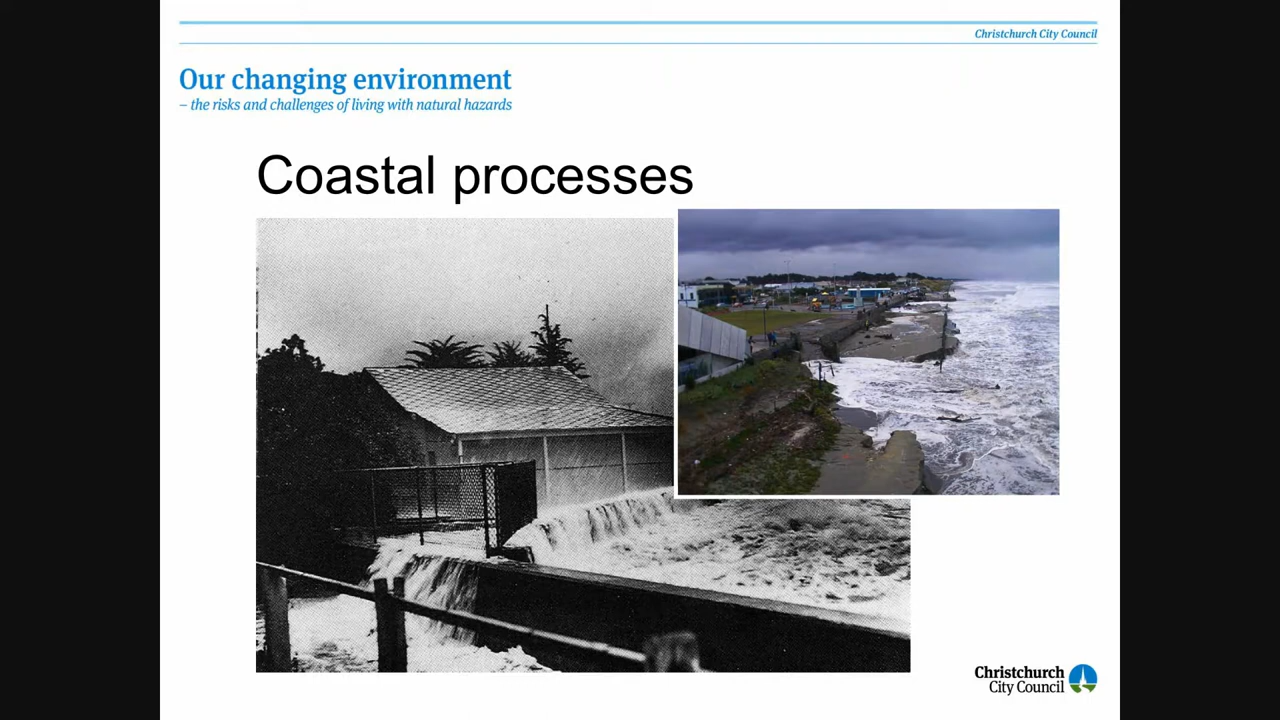 Christchurch City Council
Our changing environment
– the risks and challenges of living with natural hazards
Coastal processes
Christchurch
City Council